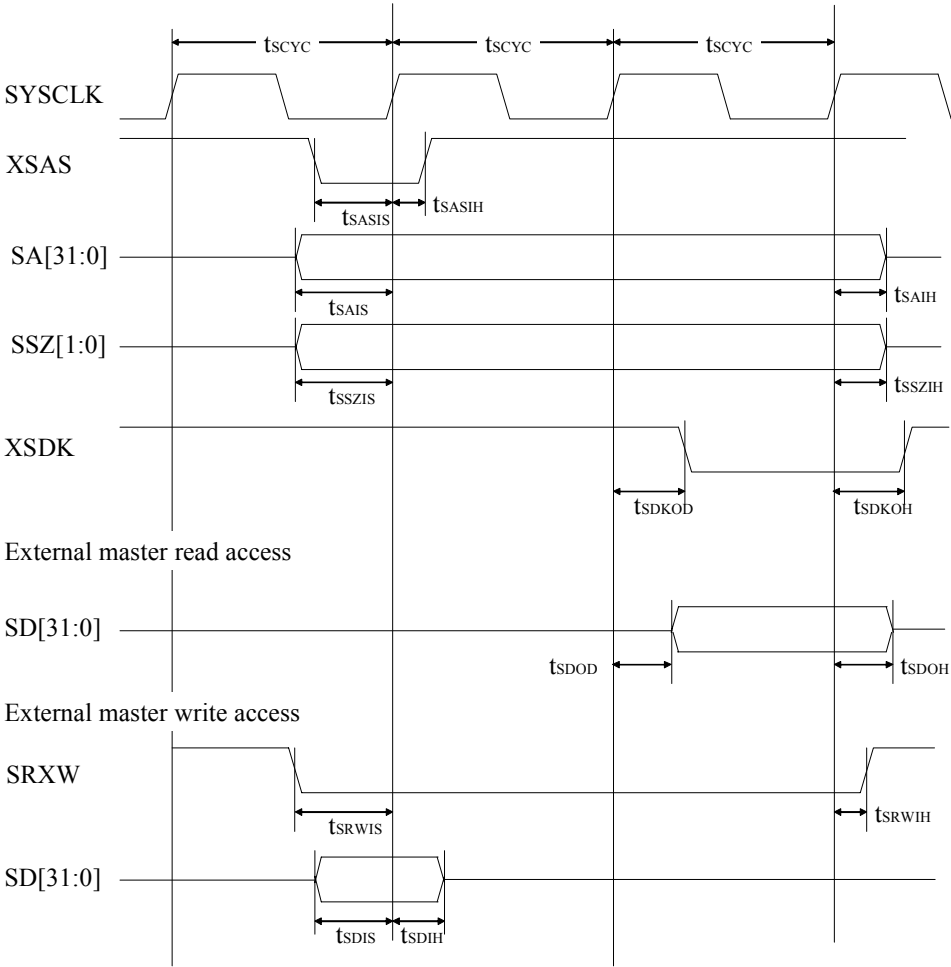 tSCYC tSCYC tSCYC
SYSCLK
XSAS
tSASIS tSASIH
SA[31:0]
tSAIS tSAIH
SSZ[1:0]
tSSZIS tSSZIH
XSDK
tSDKOD tSDKOH
External master read access
SD[31:0]
tSDOD tSDOH
External master write access
SRXW
tSRWIS tSRWIH
SD[31:0]
tSDIS tSDIH